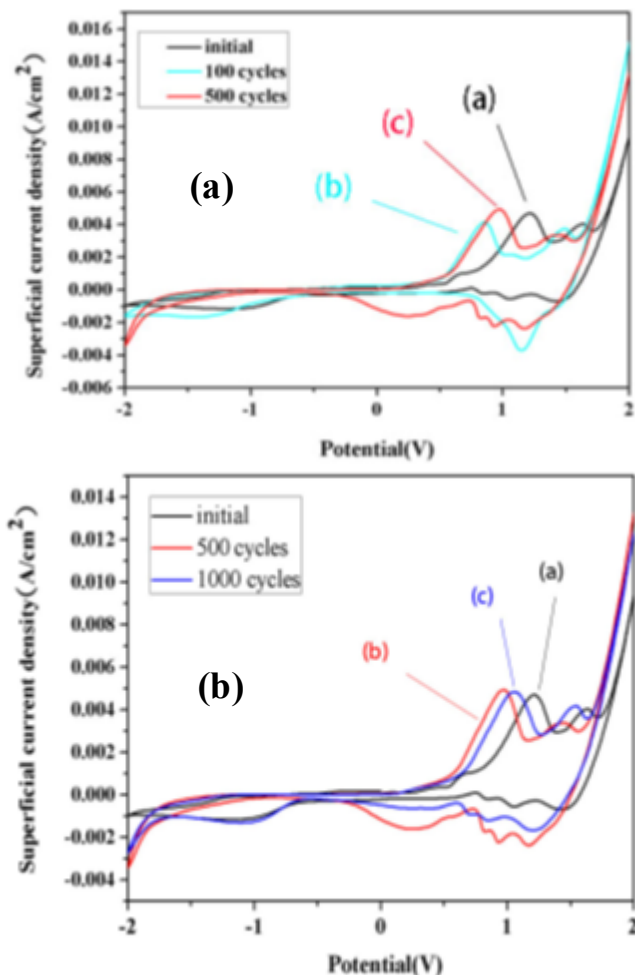 0.016
0.014
0.012
0.010
0.008
0.006
0.004
0.002
0.000
-0.002
-0.004
-0.006
Superficial current density(A/cm²)
initial
100 cycles
500 cycles
(a)
(c)
(a)
(b)
-2
-1
0
1
2
Potential(V)
0.014
0.012
0.010
0.008
0.006
0.004
0.002
0.000
-0.002
-0.004
Superficial current density(A/cm²)
initial
500 cycles
1000 cycles
(a)
(c)
(b)
(b)
-2
-1
0
1
2
Potential(V)